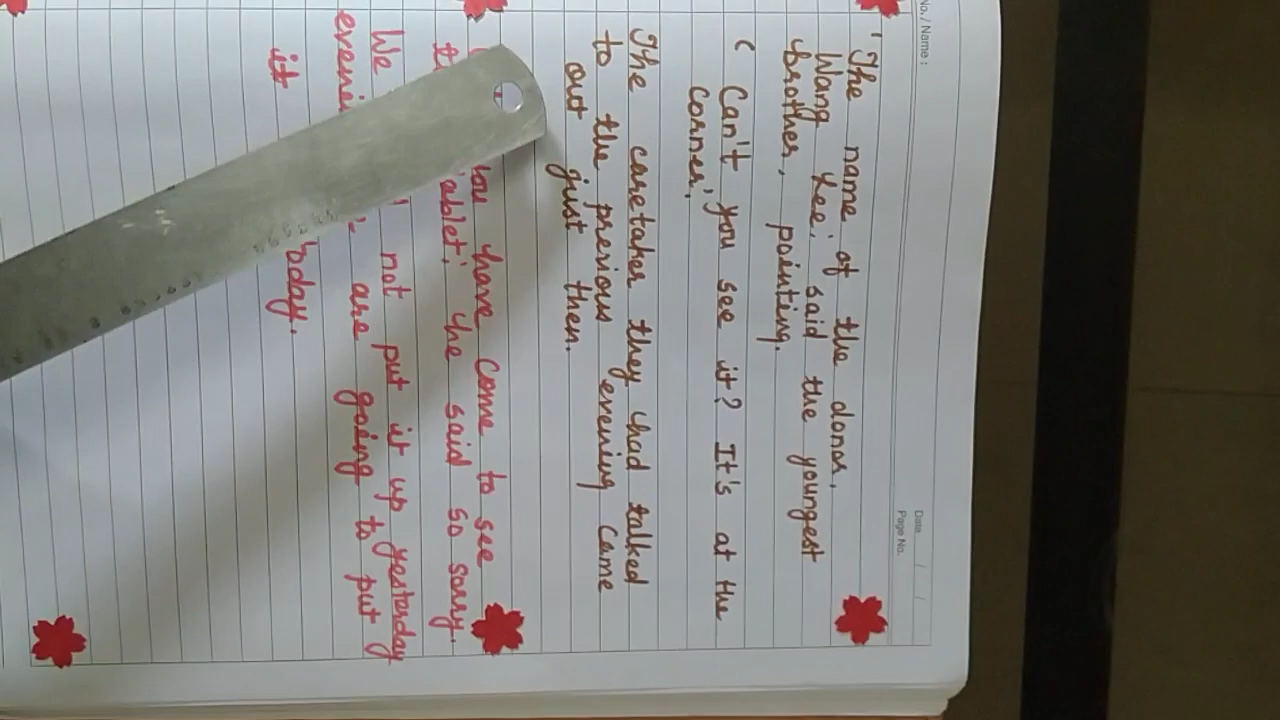 No./Name :
Date / /
Page No.
'The name of the donor,
Wang Lee,' said the youngest
brother, pointing.
( Can't you see it? It's at the
corner.'
The caretaker they had talked
to the previous evening came
out just then.
you have come to see
he said so sorry.
We not put it up yesterday
are going to put
it